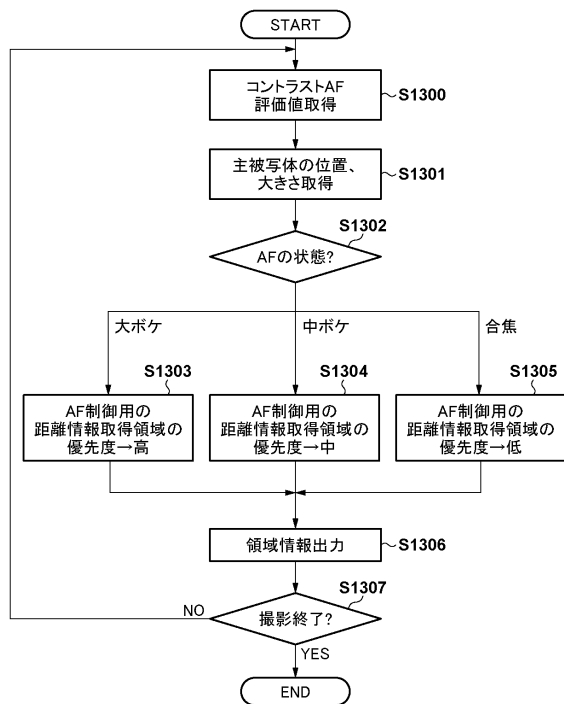 START
コントラストAF
評価値取得
S1300
主被写体の位置、
大きさ取得
S1301
S1302
AFの状態?
大ボケ
中ボケ
合焦
S1303
AF制御用の
距離情報取得領域の
優先度→高
S1304
AF制御用の
距離情報取得領域の
優先度→中
S1305
AF制御用の
距離情報取得領域の
優先度→低
領域情報出力
S1306
S1307
撮影終了?
NO
YES
END